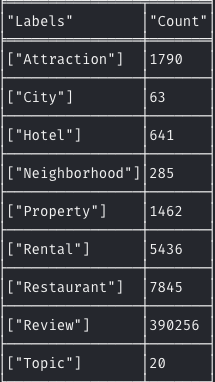 "Labels" "Count"
["Attraction"] 1790
["City"] 63
["Hotel"] 641
["Neighborhood"] 285
["Property"] 1462
["Rental"] 5436
["Restaurant"] 7845
["Review"] 390256
["Topic"] 20